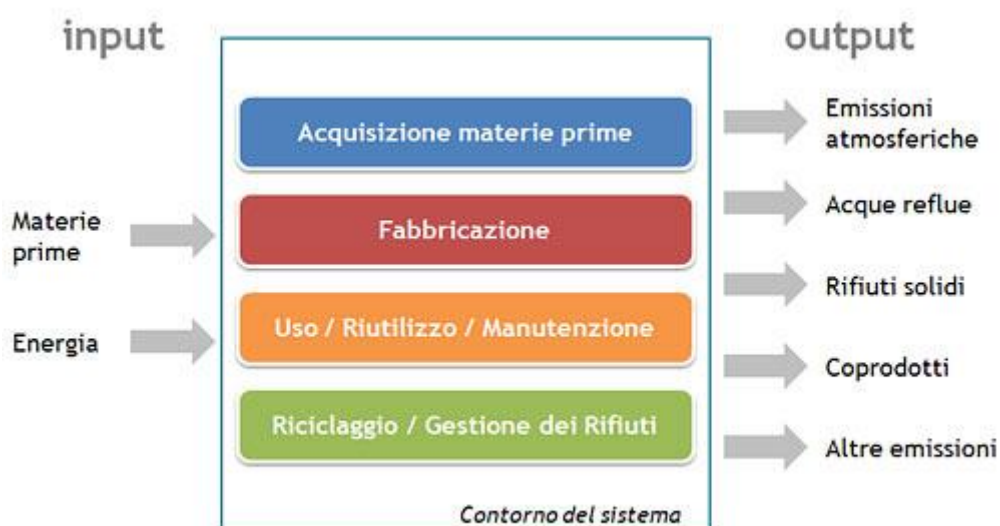 input
output
Acquisizione materie prime
Emissioni
atmosferiche
Materie
prime
Fabbricazione
Acque reflue
Rifiuti solidi
Energia
Uso / Riutilizzo / Manutenzione
Coprodotti
Riciclaggio / Gestione dei Rifiuti
Altre emissioni
Contorno del sistema